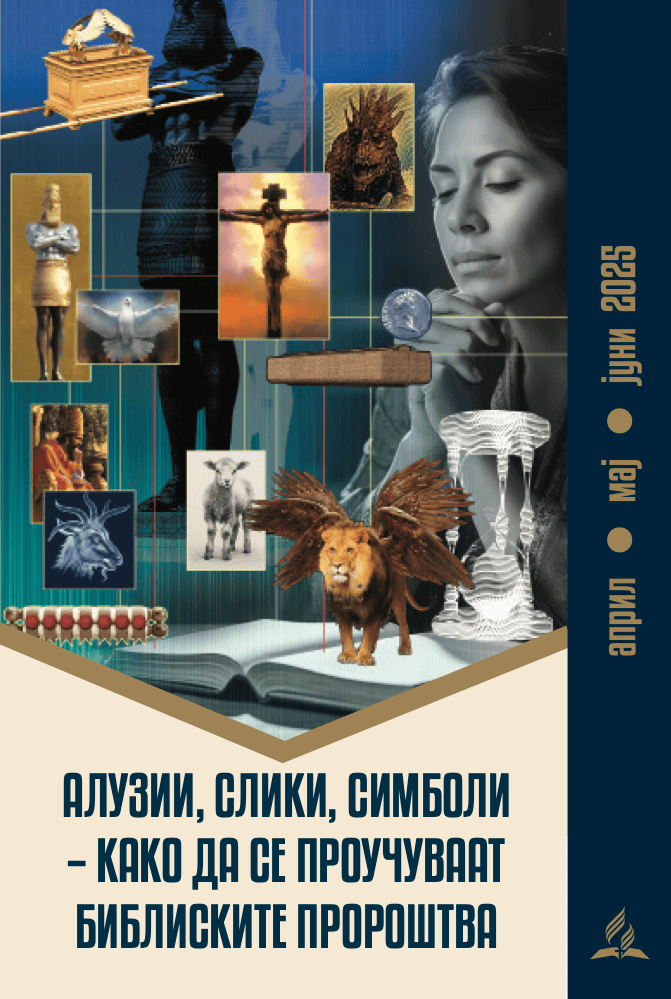 април • мај • јуни 2025
АЛУЗИИ, СЛИКИ, СИМБОЛИ
– КАКО ДА СЕ ПРОУЧУВААТ
БИБЛИСКИТЕ ПРОРОШТВА